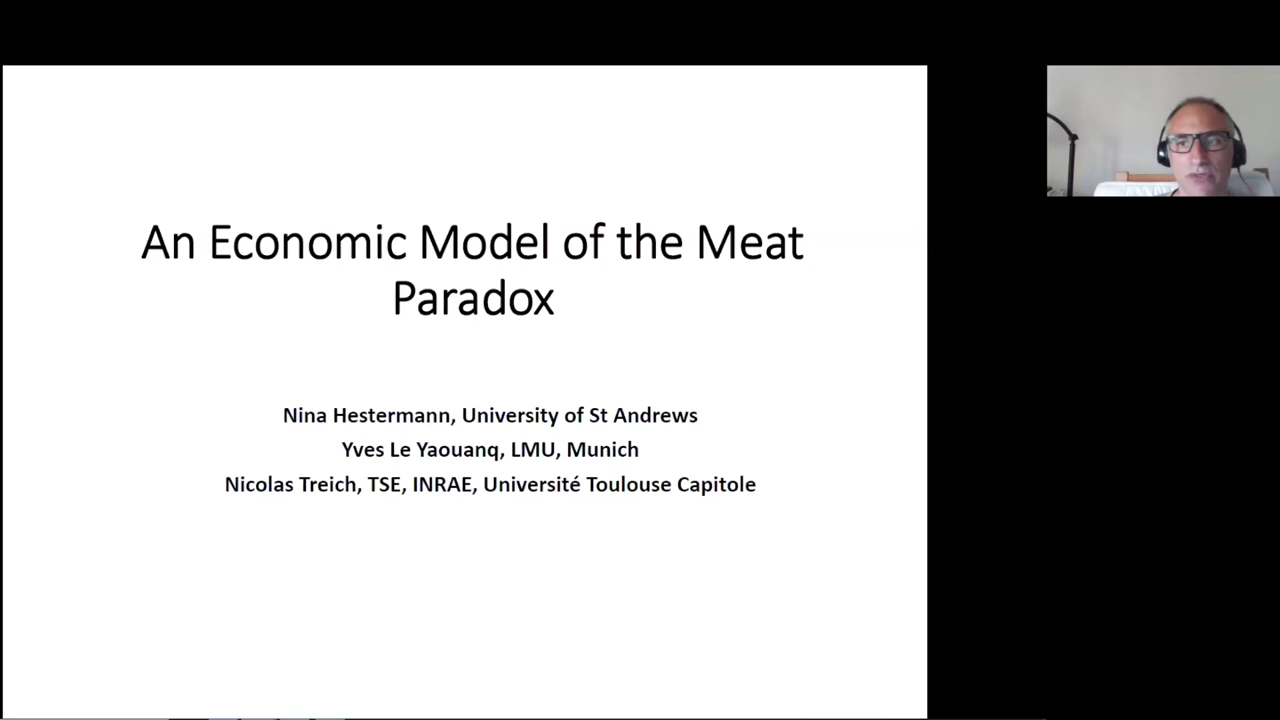 An Economic Model of the Meat
Paradox
Nina Hestermann, University of St Andrews
Yves Le Yaouanq, LMU, Munich
Nicolas Treich, TSE, INRAE, Université Toulouse Capitole